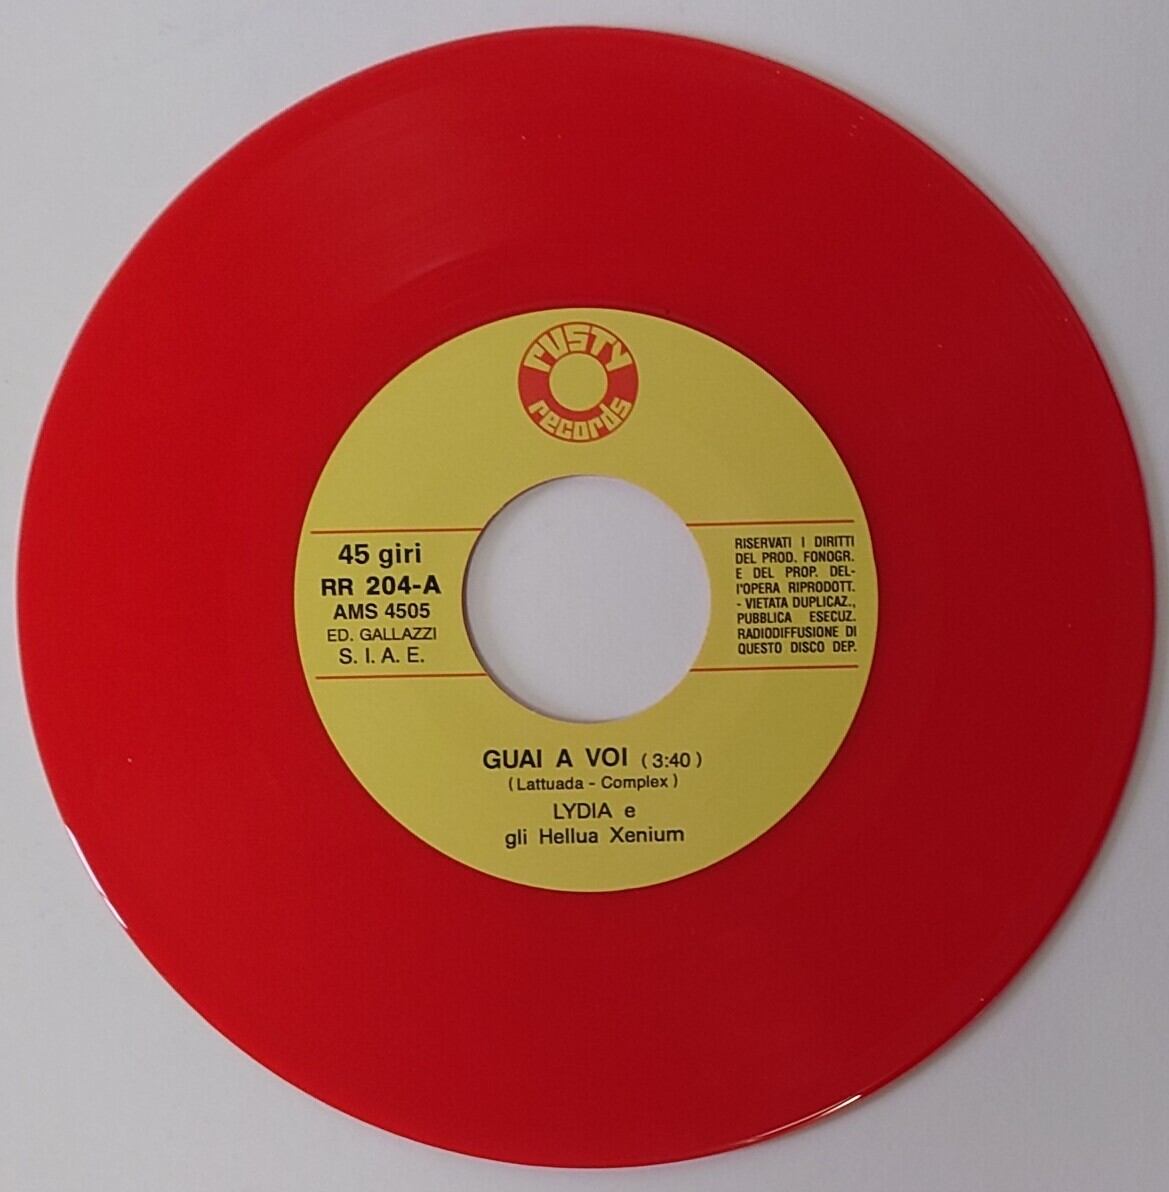 rusty
records
45 giri
RR 204-A
AMS 4505
ED. GALLAZZI
S. I. A. E.
RISERVATI I DIRITTI
DEL PROD. FONOGR.
E DEL PROP. DEL-
l'OPERA RIPRODOTT.
- VIETATA DUPLICAZ.,
PUBBLICA ESECUZ.
RADIODIFFUSIONE DI
QUESTO DISCO DEP.
GUAI A VOI ( 3:40 )
( Lattuada - Complex )
LYDIA e
gli Hellua Xenium